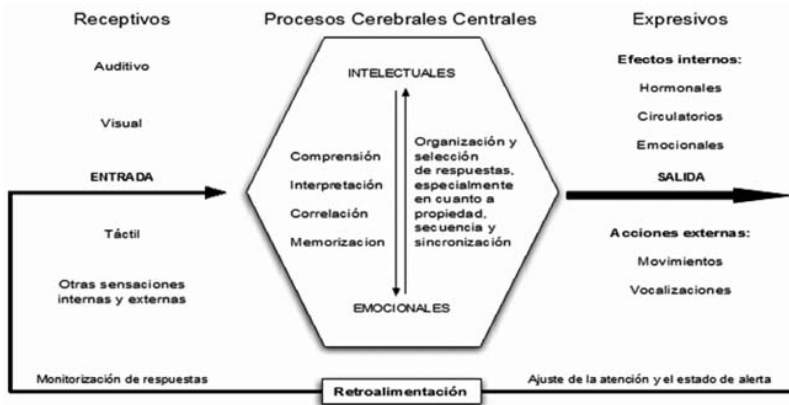 Receptivos
Auditivo
Visual
ENTRADA
Táctil
Otras sensaciones
internas y externas
Monitorización de respuestas
Procesos Cerebrales Centrales
INTELECTUALES
Comprensión
Interpretación
Correlación
Memorizacion
Organización y
selección
de respuestas,
especialmente
en cuanto a
propiedad,
secuencia y
sincronización
EMOCIONALES
Retroalimentación
Expresivos
Efectos internos:
Hormonales
Circulatorios
Emocionales
SALIDA
Acciones externas:
Movimientos
Vocalizaciones
Ajuste de la atención y el estado de alerta